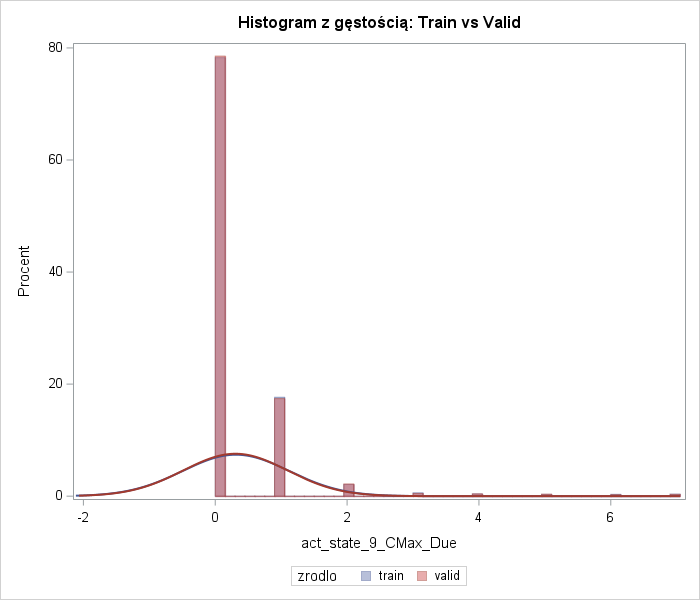 Histogram z gęstością: Train vs Valid
80
60
40
20
0
Procent
-2 0 2 4 6
act_state_9_CMax_Due
zrodlo train valid